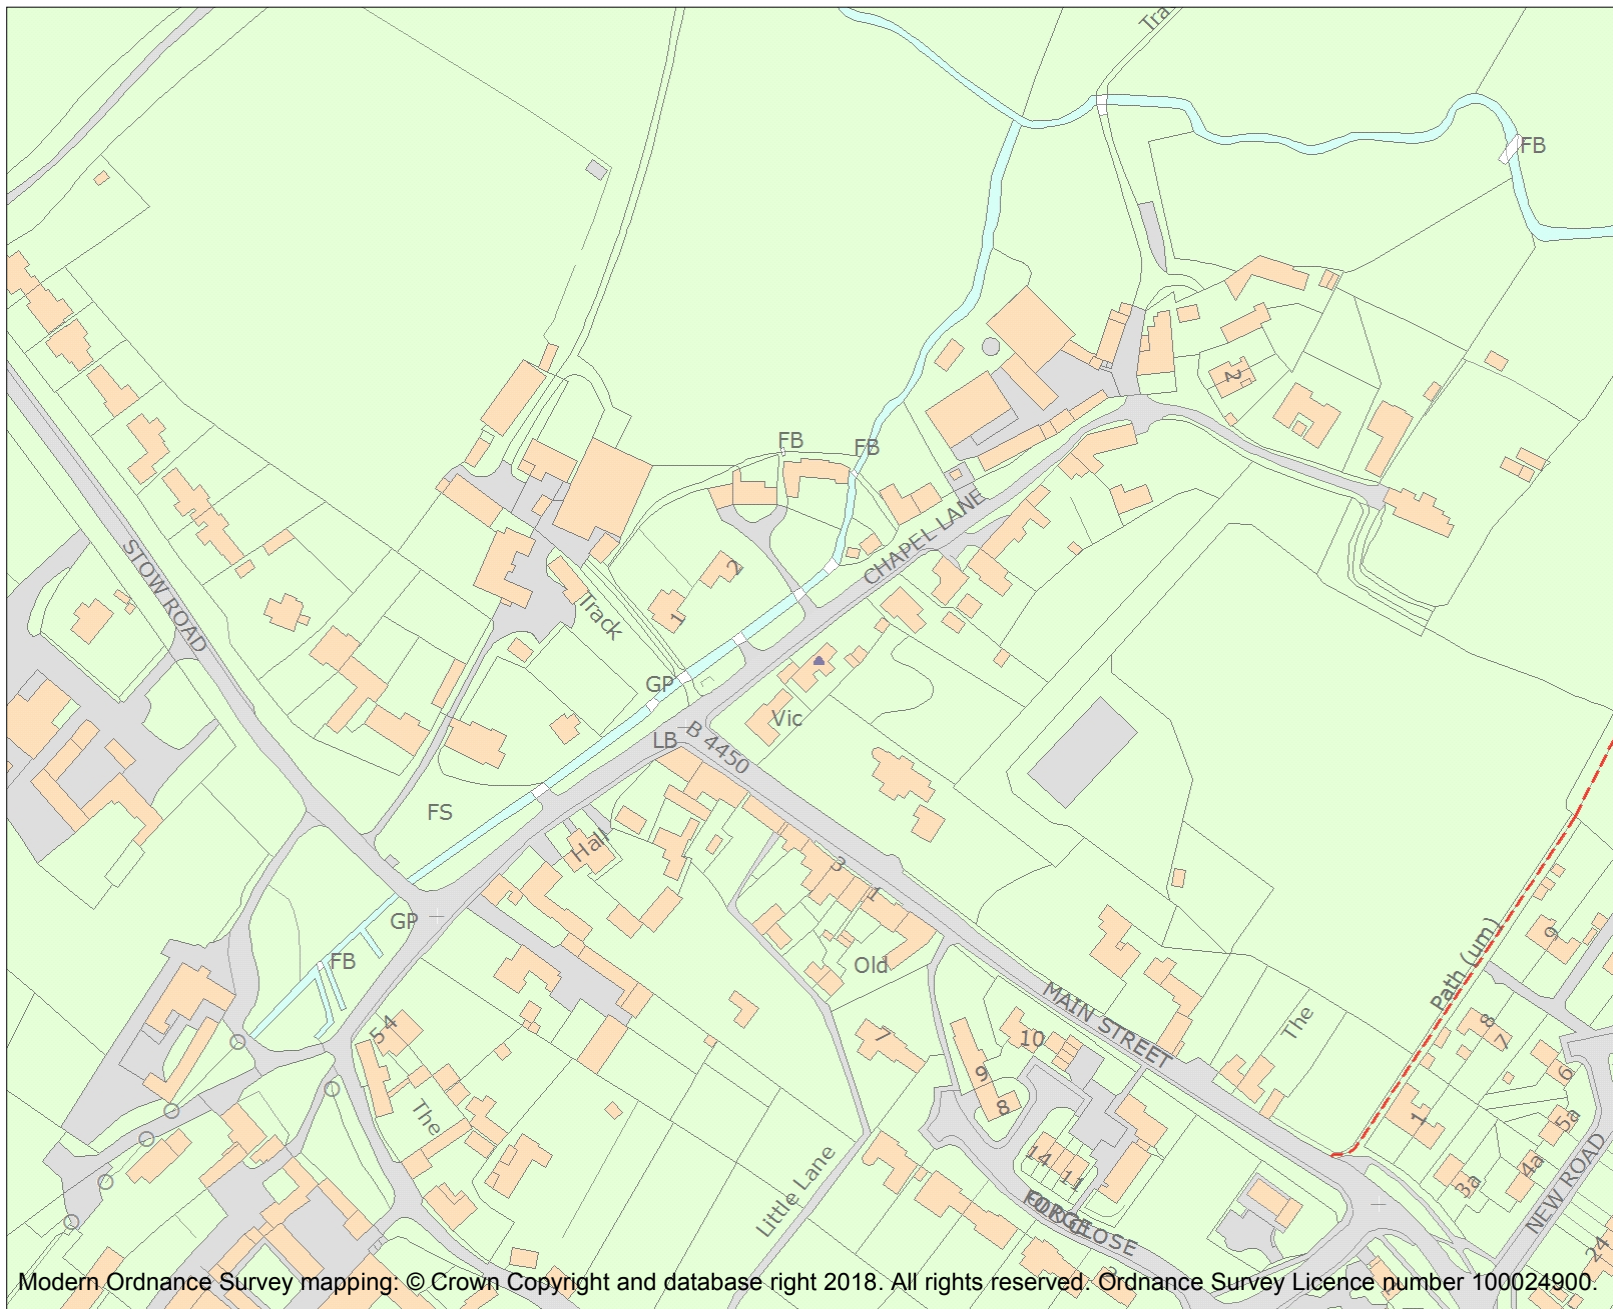 Tra
FB
2
FB
FB
CHAPEL LANE
STOW ROAD
2
1
Track
GP
LB
B 4450
Vic
FS
Hall
3
1
GP
Old
FB
54
The
MAIN STREET
The
Path (um)
9
8
7
6
5a
4a
3a
1
7
10
9
8
14
11
Little Lane
CLOSE
NEW ROAD
24
Modern Ordnance Survey mapping: © Crown Copyright and database right 2018. All rights reserved. Ordnance Survey Licence number 100024900.